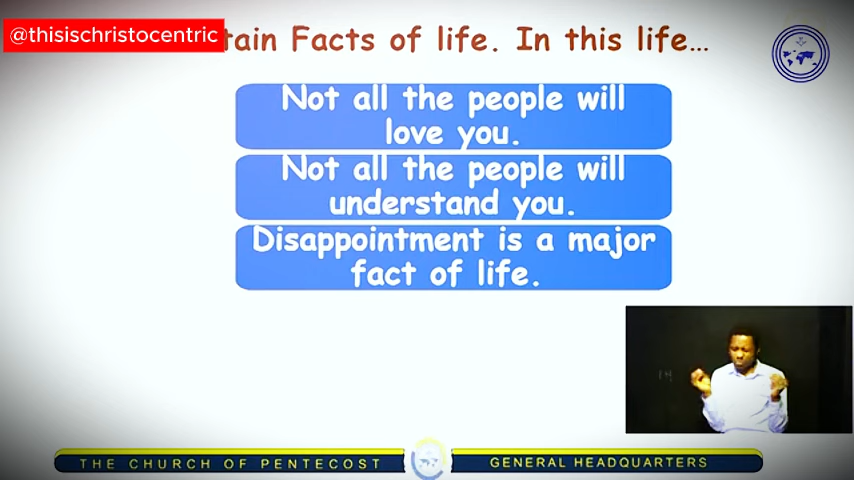 @thisischristocentric
tain Facts of life. In this life...
Not all the people will
love you.
Not all the people will
understand you.
Disappointment is a major
fact of life.
THE CHURCH OF PENTECOST
GENERAL HEADQUARTERS